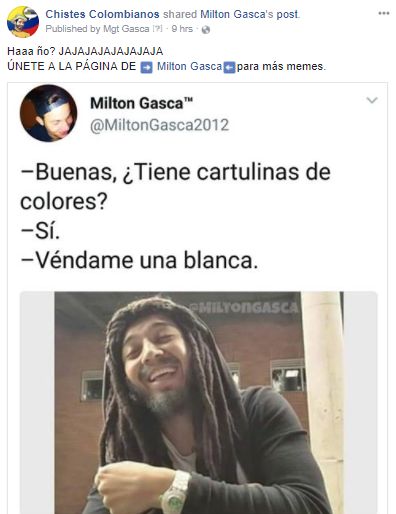 Chistes Colombianos shared Milton Gasca's post.
Published by Mgt Gasca [?] · 9 hrs ·
Haaa ño? JAJAJAJAJAJAJAJA
ÚNETE A LA PÁGINA DE ➡ Milton Gasca⬅para más memes.
Milton Gasca™
@MiltonGasca2012
–Buenas, ¿Tiene cartulinas de
colores?
–Sí.
–Véndame una blanca.
@MILYONGASCA